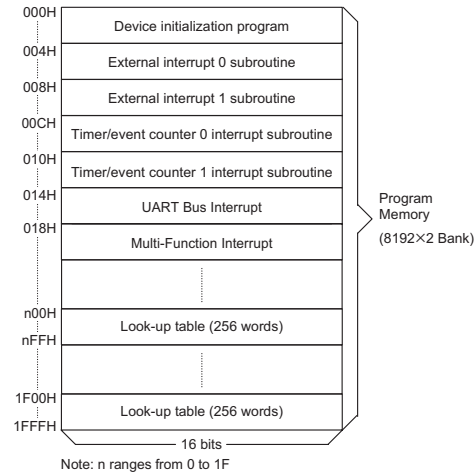 000H
Device initialization program
004H
External interrupt 0 subroutine
008H
External interrupt 1 subroutine
00CH
Timer/event counter 0 interrupt subroutine
010H
Timer/event counter 1 interrupt subroutine
014H
UART Bus Interrupt
018H
Multi-Function Interrupt
Program
Memory
(8192×2 Bank)
n00H
Look-up table (256 words)
nFFH
1F00H
Look-up table (256 words)
1FFFH
16 bits
Note: n ranges from 0 to 1F